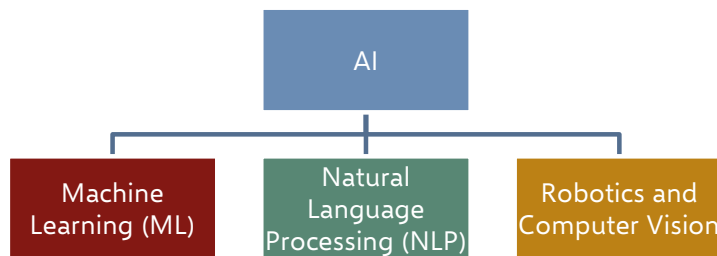 AI
Machine
Learning (ML)
Natural
Language
Processing (NLP)
Robotics and
Computer Vision